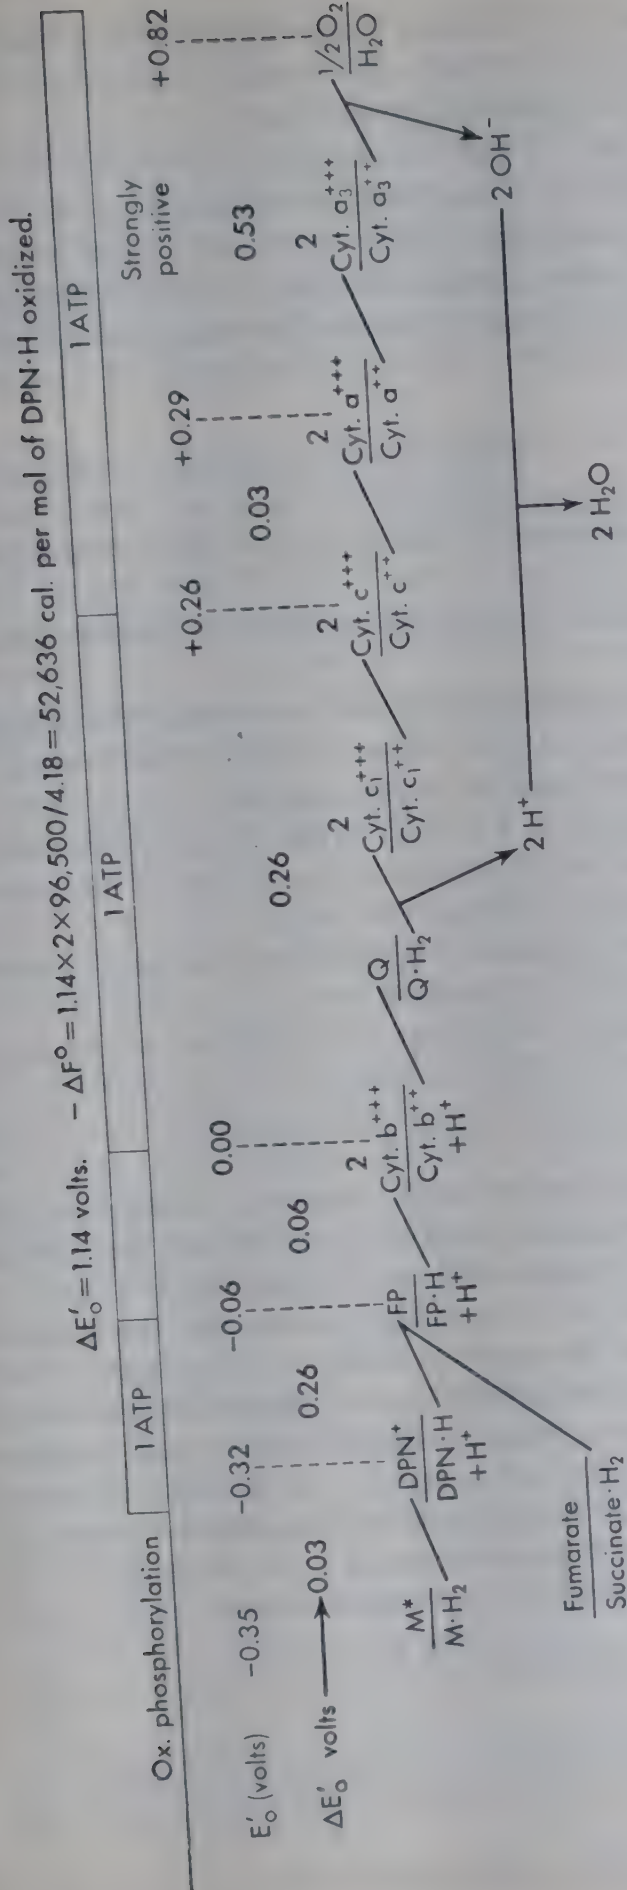 ΔE′₀ = 1.14 volts. − ΔF° = 1.14×2×96,500/4.18 = 52,636 cal. per mol of DPN·H oxidized.
Ox. phosphorylation 1 ATP 1 ATP 1 ATP
Strongly
positive
E′₀ (volts) −0.35 −0.32 −0.06 0.00 +0.26 +0.29 +0.82
ΔE′₀ volts 0.03 0.26 0.06 0.26 0.03 0.53
2 2 2 2 2
M* DPN⁺ FP Cyt. b⁺⁺⁺ Q Cyt. c₁⁺⁺⁺ Cyt. c⁺⁺⁺ Cyt. a⁺⁺⁺ Cyt. a₃⁺⁺⁺ 1/2 O₂
M·H₂ DPN·H FP·H Cyt. b⁺⁺ Q·H₂ Cyt. c₁⁺⁺ Cyt. c⁺⁺ Cyt. a⁺⁺ Cyt. a₃⁺⁺ H₂O
+H⁺ +H⁺ +H⁺
Fumarate
Succinate·H₂
2 H⁺ 2 OH⁻
2 H₂O